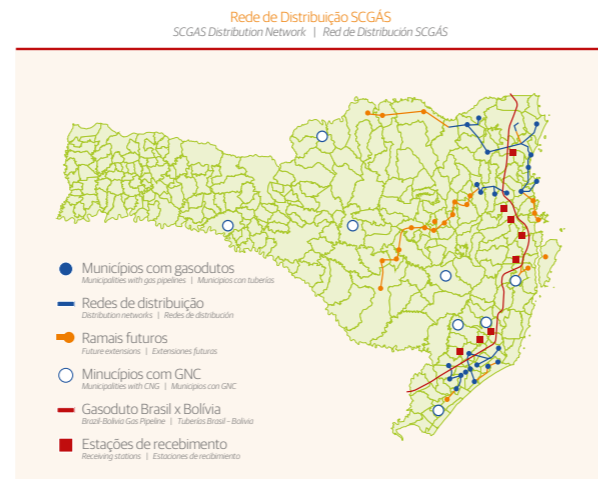 Rede de Distribuição SCGÁS
SCGAS Distribution Network | Red de Distribución SCGÁS
Municípios com gasodutos
Municipalities with gas pipelines | Municipios con tuberías
Redes de distribuição
Distribution networks | Redes de distribución
Ramais futuros
Future extensions | Extensiones futuras
Minucípios com GNC
Municipalities with CNG | Municipios con GNC
Gasoduto Brasil x Bolívia
Brazil-Bolivia Gas Pipeline | Tuberías Brasil - Bolivia
Estações de recebimento
Receiving stations | Estaciones de recibimiento